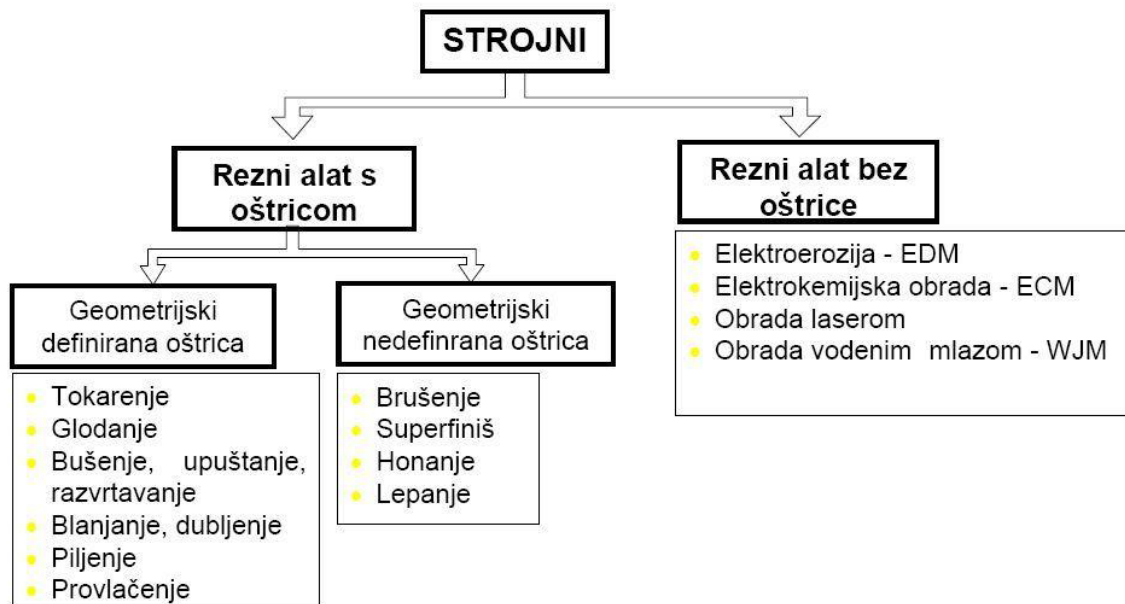 STROJNI
Rezni alat s
oštricom
Rezni alat bez
oštrice
Geometrijski
definirana oštrica
Geometrijski
nedefinrana oštrica
Tokarenje
Glodanje
Bušenje, upuštanje,
razvrtavanje
Blanjanje, dubljenje
Piljenje
Provlačenje
Brušenje
Superfiniš
Honanje
Lepanje
Elektroerozija - EDM
Elektrokemijska obrada - ECM
Obrada laserom
Obrada vodenim mlazom - WJM